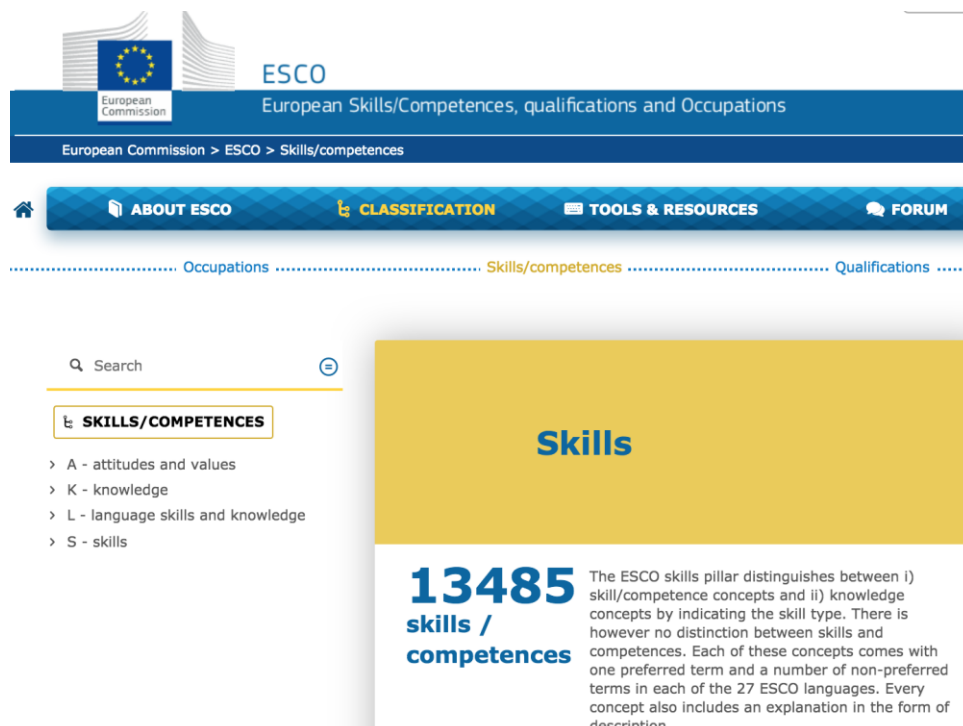 ESCO
European
Commission
European Skills/Competences, qualifications and Occupations
European Commission > ESCO > Skills/competences
ABOUT ESCO
CLASSIFICATION
TOOLS & RESOURCES
FORUM
Occupations
Skills/competences
Qualifications
Search
SKILLS/COMPETENCES
> A - attitudes and values
> K - knowledge
> L - language skills and knowledge
> S - skills
Skills
13485
skills /
competences
The ESCO skills pillar distinguishes between i)
skill/competence concepts and ii) knowledge
concepts by indicating the skill type. There is
however no distinction between skills and
competences. Each of these concepts comes with
one preferred term and a number of non-preferred
terms in each of the 27 ESCO languages. Every
concept also includes an explanation in the form of
description